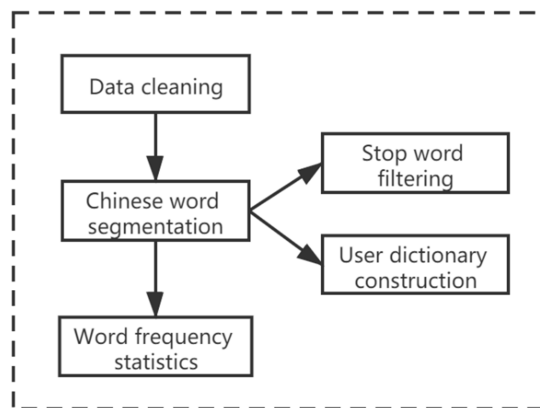 Data cleaning
Chinese word
segmentation
Stop word
filtering
User dictionary
construction
Word frequency
statistics